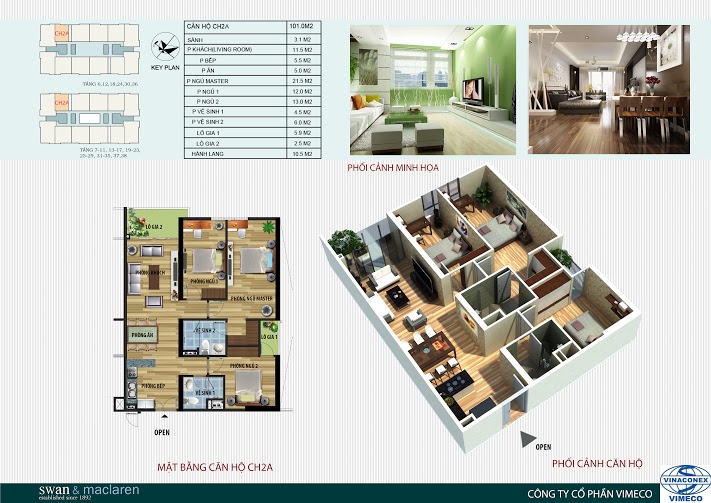 CH2A
TẦNG 6,12,18,24,30,36
CH2A
TẦNG 7-11, 13-17, 19-23,
25-29, 31-35, 37,38
KEY PLAN
CĂN HỘ CH2A 101.0M2
SẢNH 3.1 M2
P KHÁCH(LIVING ROOM) 11.5 M2
P BẾP 5.5 M2
P ĂN 5.0 M2
P NGỦ MASTER 21.5 M2
P NGỦ 1 12.0 M2
P NGỦ 2 13.0 M2
P VỆ SINH 1 4.5 M2
P VỆ SINH 2 6.0 M2
LÔ GIA 1 5.9 M2
LÔ GIA 2 2.5 M2
HÀNH LANG 10.5 M2
PHỐI CẢNH MINH HỌA
LÔ GIA 2
PHÒNG KHÁCH
PHÒNG NGỦ 1
PHÒNG NGỦ MASTER
PHÒNG ĂN
VỆ SINH 2
LÔ GIA 1
PHÒNG BẾP
VỆ SINH 1
PHÒNG NGỦ 2
OPEN
OPEN
MẶT BẰNG CĂN HỘ CH2A
PHỐI CẢNH CĂN HỘ
swan & maclaren
established since 1892
CÔNG TY CỔ PHẦN VIMECO
VINACONEX
VIMECO